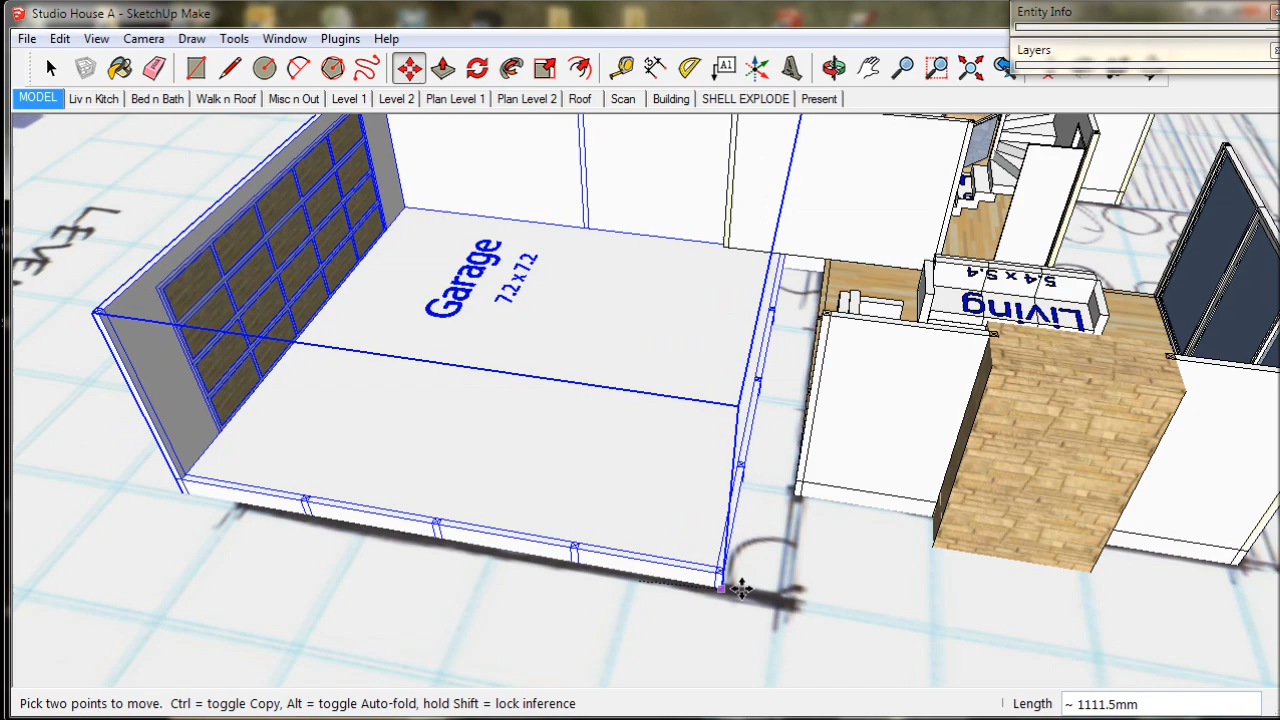 Studio House A - SketchUp Make
Entity Info
File Edit View Camera Draw Tools Window Plugins Help
Layers
A1
MODEL Liv n Kitch Bed n Bath Walk n Roof Misc n Out Level 1 Level 2 Plan Level 1 Plan Level 2 Roof Scan Building SHELL EXPLODE Present
LEVE
Garage
7.2 x 7.2
5.4 x 5.4
Living
Pick two points to move. Ctrl = toggle Copy, Alt = toggle Auto-fold, hold Shift = lock inference
Length ~ 1111.5mm